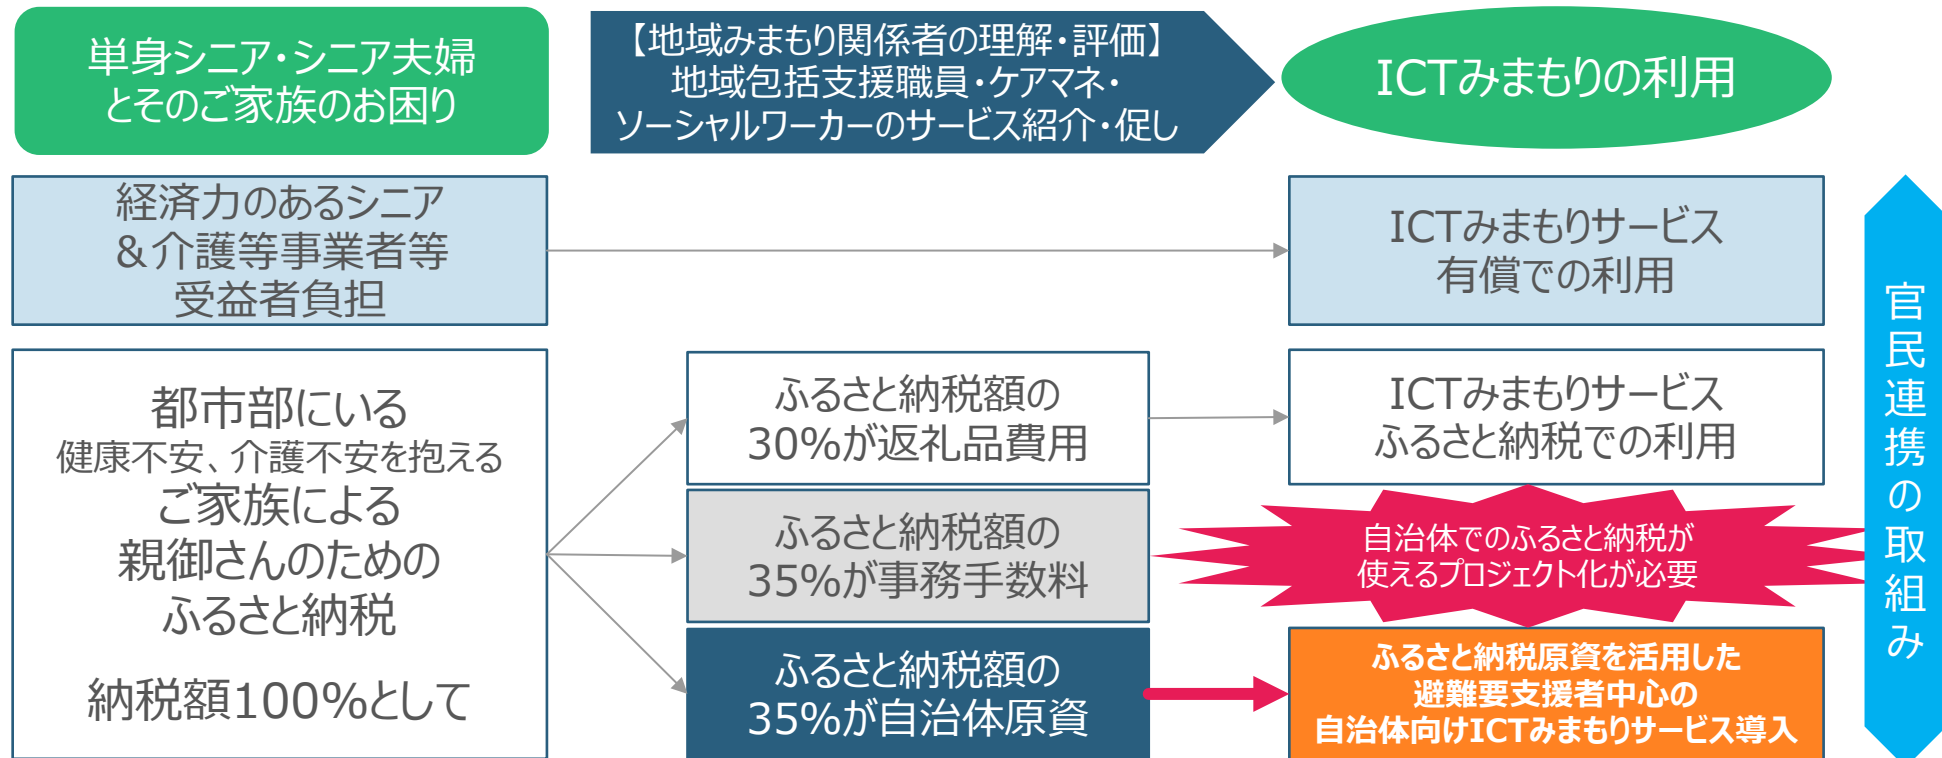 単身シニア・シニア夫婦
とそのご家族のお困り
【地域みまもり関係者の理解・評価】
地域包括支援職員・ケアマネ・
ソーシャルワーカーのサービス紹介・促し
ICTみまもりの利用
経済力のあるシニア
＆介護等事業者等
受益者負担
ICTみまもりサービス
有償での利用
都市部にいる
健康不安、介護不安を抱える
ご家族による
親御さんのための
ふるさと納税
納税額100%として
ふるさと納税額の
30%が返礼品費用
ICTみまもりサービス
ふるさと納税での利用
ふるさと納税額の
35%が事務手数料
自治体でのふるさと納税が
使えるプロジェクト化が必要
ふるさと納税額の
35%が自治体原資
ふるさと納税原資を活用した
避難要支援者中心の
自治体向けICTみまもりサービス導入
官民連携の取組み